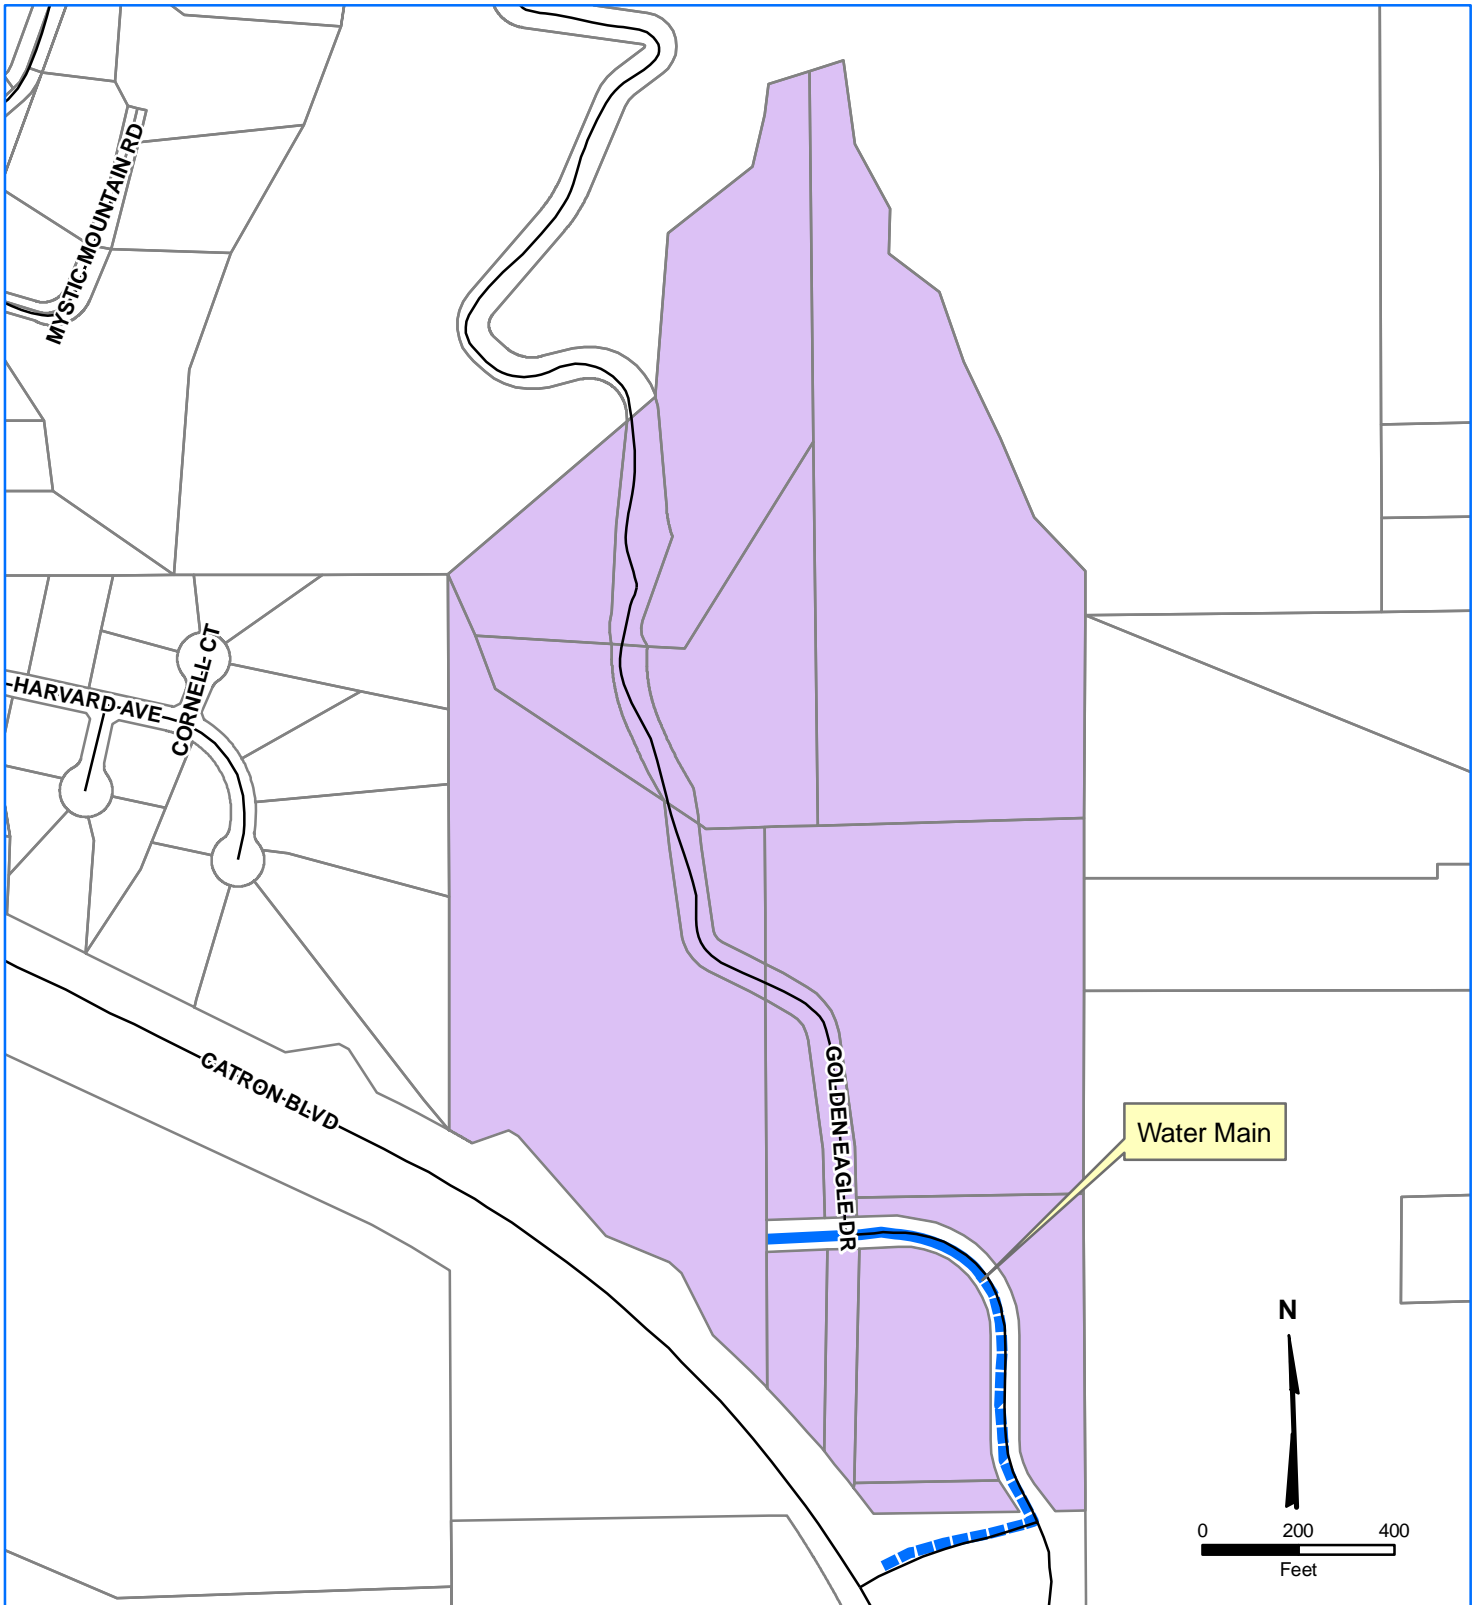 MYSTIC MOUNTAIN RD
HARVARD AVE
CORNELL CT
CATRON BLVD
GOLDEN EAGLE DR
Water Main
N
0 200 400
Feet